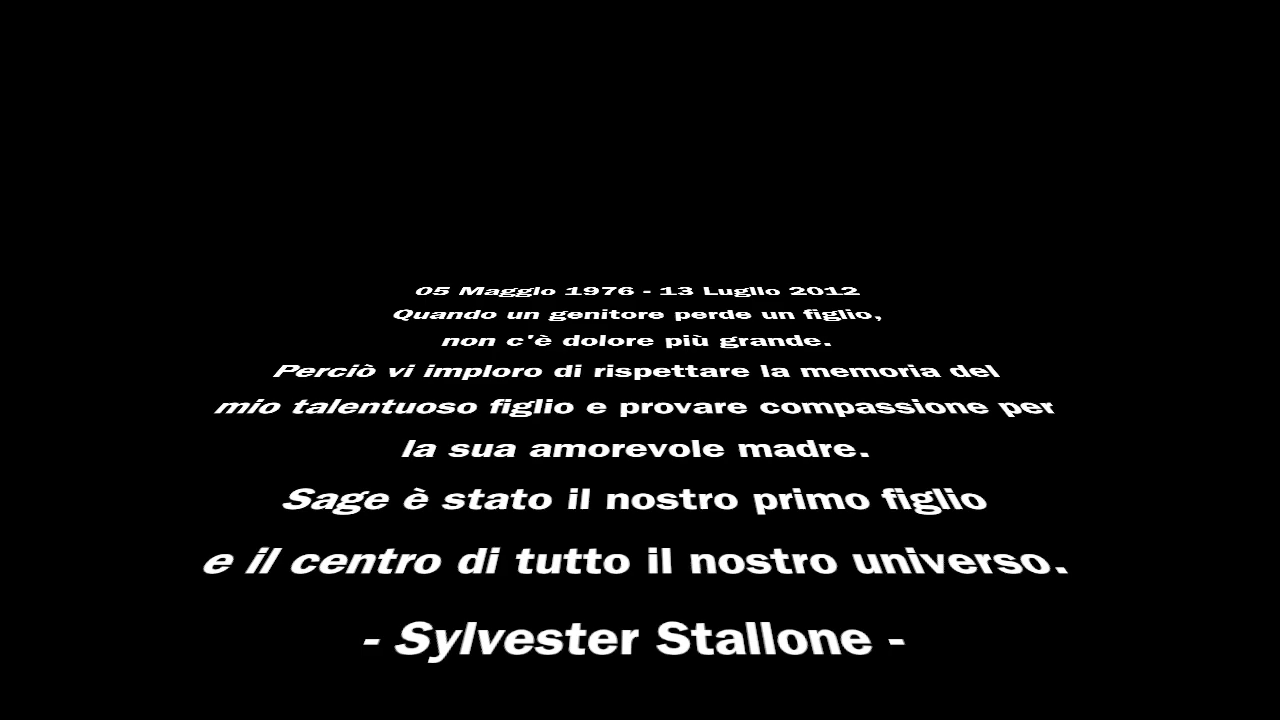 05 Maggio 1976 - 13 Luglio 2012
Quando un genitore perde un figlio,
non c'è dolore più grande.
Perciò vi imploro di rispettare la memoria del
mio talentuoso figlio e provare compassione per
la sua amorevole madre.
Sage è stato il nostro primo figlio
e il centro di tutto il nostro universo.
- Sylvester Stallone -